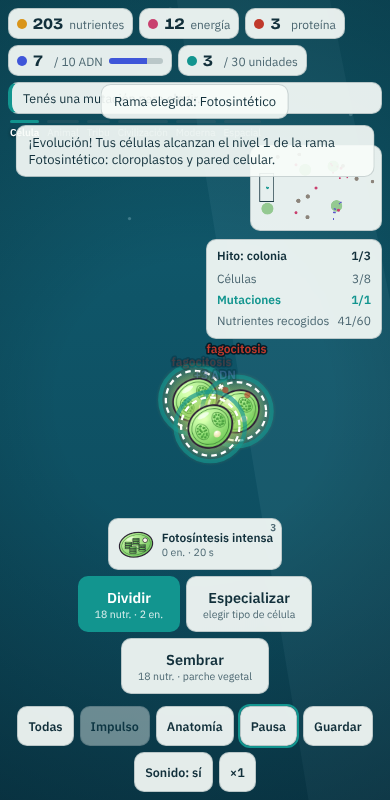 203 nutrientes
12 energía
3 proteína
7 / 10 ADN
3 / 30 unidades
Tenés una mu
Rama elegida: Fotosintético
Célula
¡Evolución! Tus células alcanzan el nivel 1 de la rama
Fotosintético: cloroplastos y pared celular.
Hito: colonia 1/3
Células 3/8
Mutaciones 1/1
Nutrientes recogidos 41/60
fagocitosis
fagocitosis
ADN
3
Fotosíntesis intensa
0 en. · 20 s
Dividir
18 nutr. · 2 en.
Especializar
elegir tipo de célula
Sembrar
18 nutr. · parche vegetal
Todas
Impulso
Anatomía
Pausa
Guardar
Sonido: sí
×1